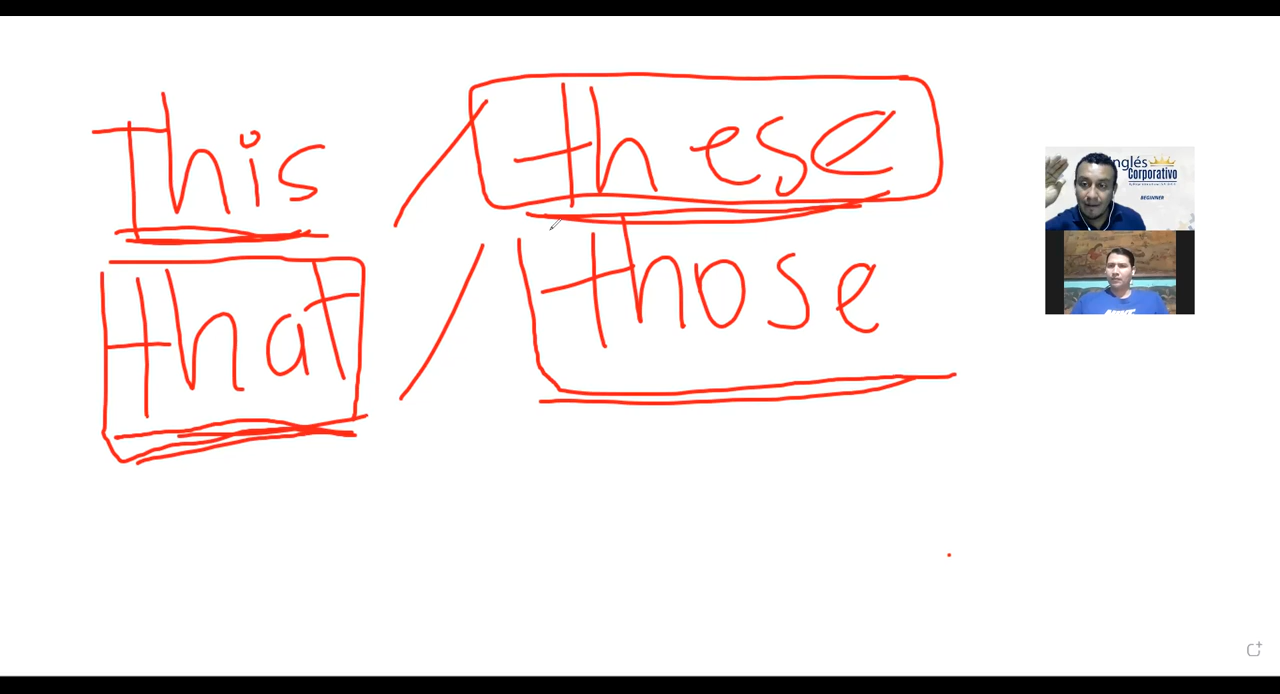 this / these
that / those
Inglés
Corporativo
BEGINNER